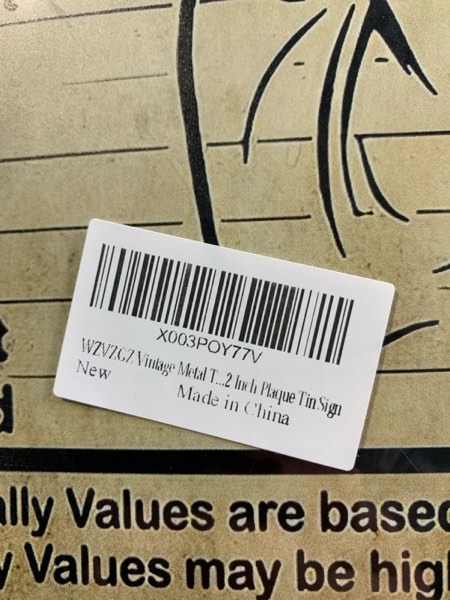 X003POY77V
WZVZGZ Vintage Metal T...2 Inch Plaque Tin Sign
New
Made in China
ally Values are based
y Values may be hig